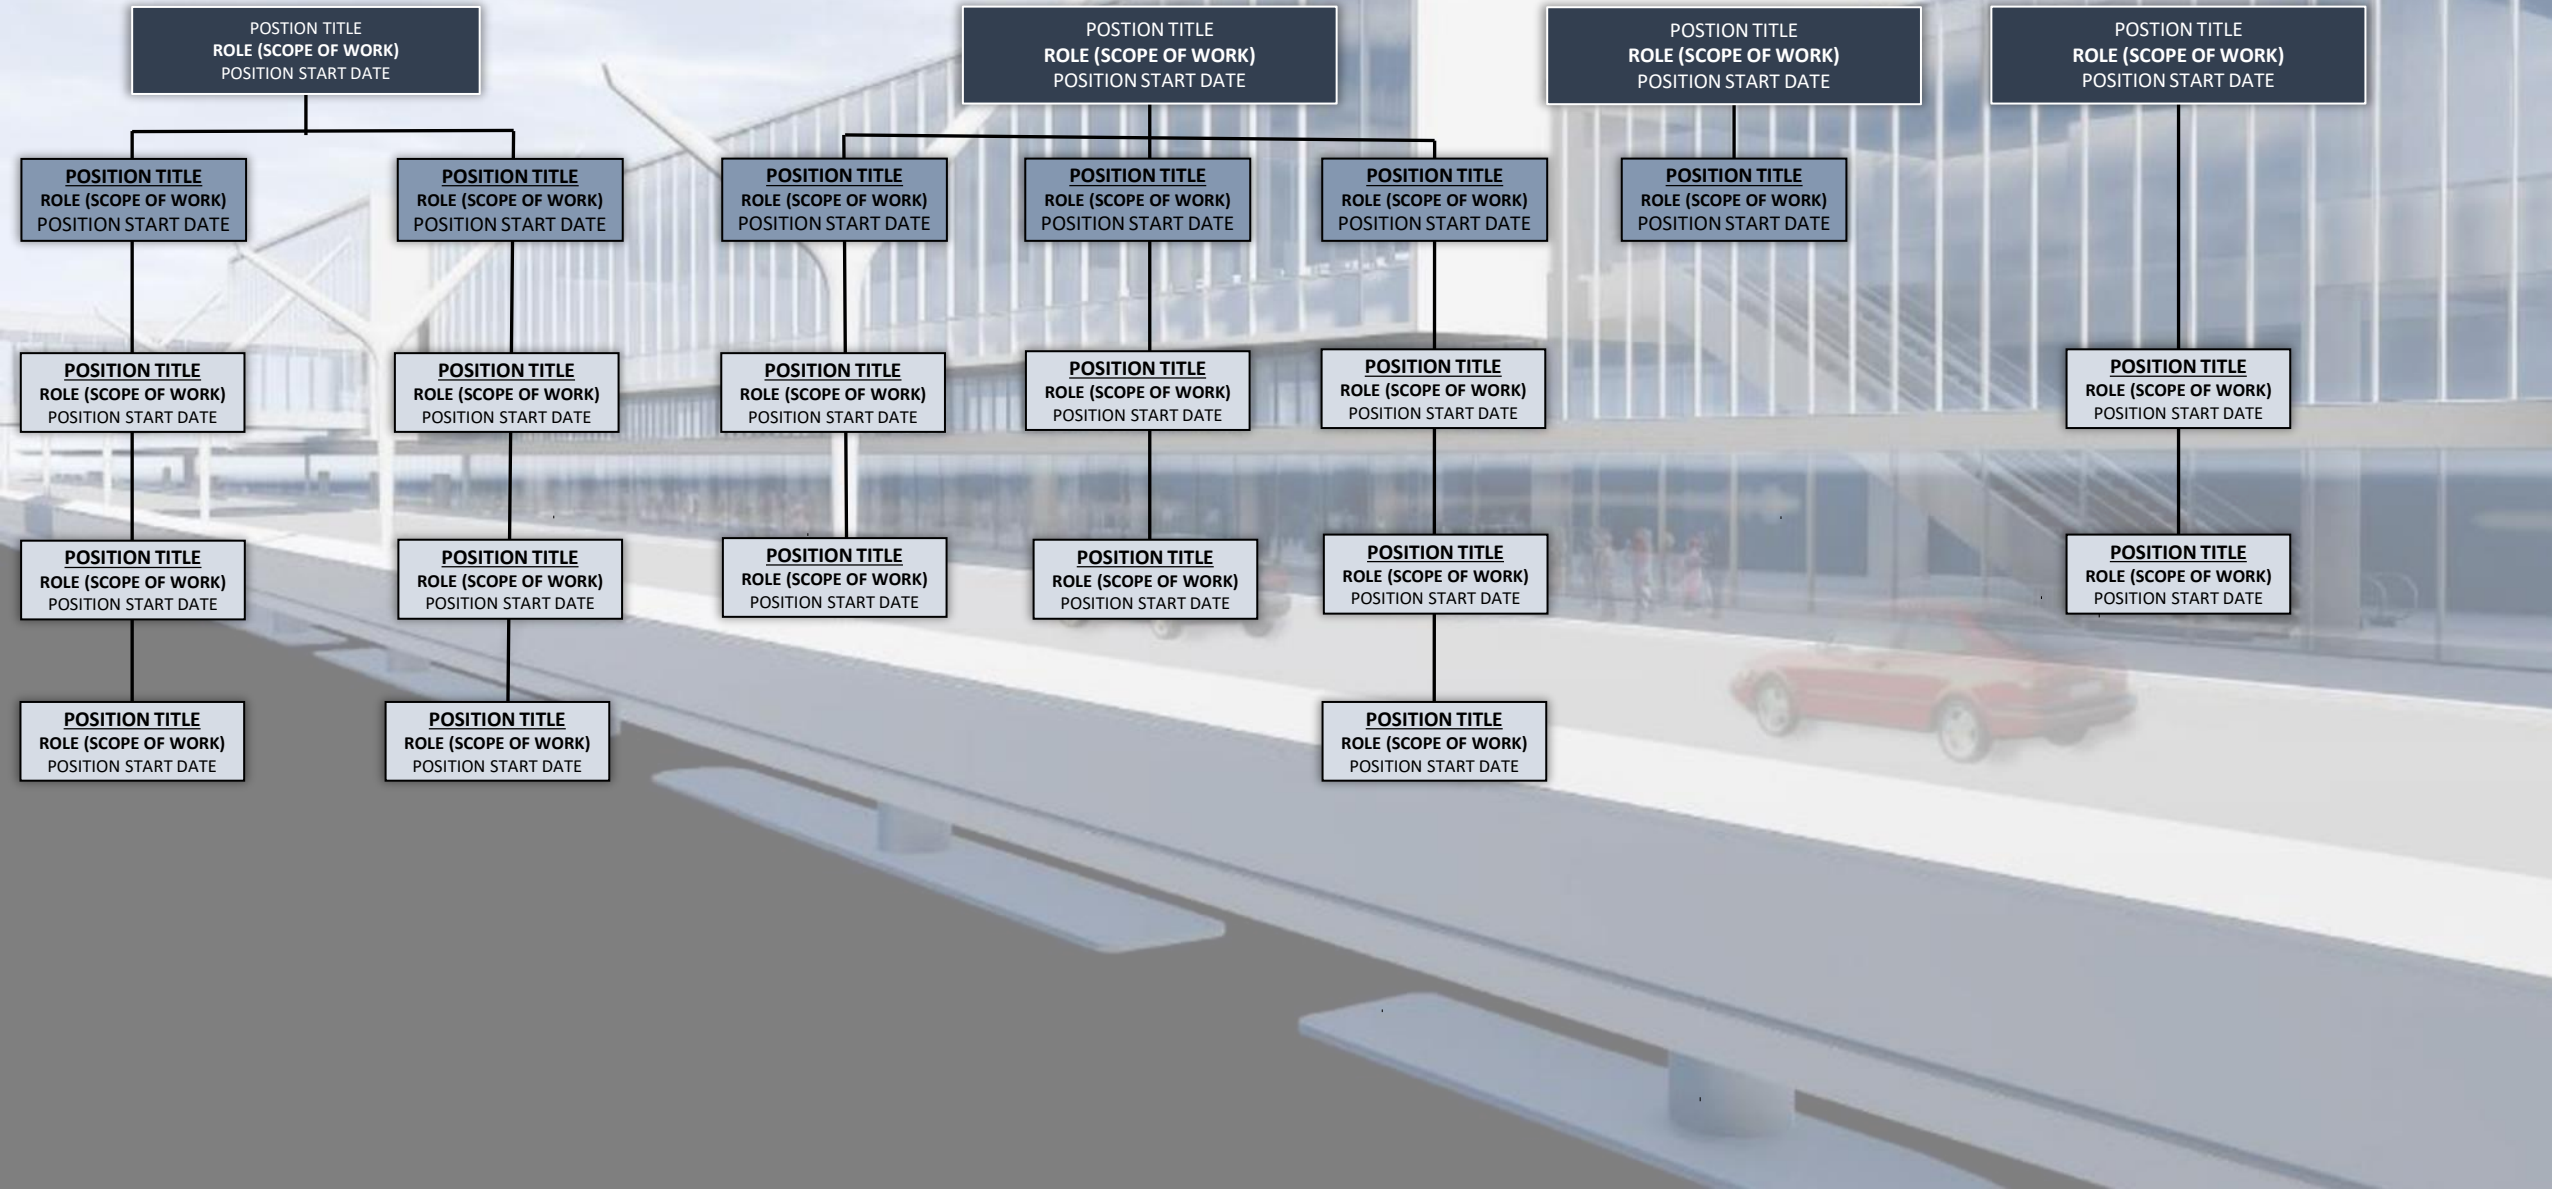 POSTION TITLE
ROLE (SCOPE OF WORK)
POSITION START DATE
POSTION TITLE
ROLE (SCOPE OF WORK)
POSITION START DATE
POSTION TITLE
ROLE (SCOPE OF WORK)
POSITION START DATE
POSTION TITLE
ROLE (SCOPE OF WORK)
POSITION START DATE
POSITION TITLE
ROLE (SCOPE OF WORK)
POSITION START DATE
POSITION TITLE
ROLE (SCOPE OF WORK)
POSITION START DATE
POSITION TITLE
ROLE (SCOPE OF WORK)
POSITION START DATE
POSITION TITLE
ROLE (SCOPE OF WORK)
POSITION START DATE
POSITION TITLE
ROLE (SCOPE OF WORK)
POSITION START DATE
POSITION TITLE
ROLE (SCOPE OF WORK)
POSITION START DATE
POSITION TITLE
ROLE (SCOPE OF WORK)
POSITION START DATE
POSITION TITLE
ROLE (SCOPE OF WORK)
POSITION START DATE
POSITION TITLE
ROLE (SCOPE OF WORK)
POSITION START DATE
POSITION TITLE
ROLE (SCOPE OF WORK)
POSITION START DATE
POSITION TITLE
ROLE (SCOPE OF WORK)
POSITION START DATE
POSITION TITLE
ROLE (SCOPE OF WORK)
POSITION START DATE
POSITION TITLE
ROLE (SCOPE OF WORK)
POSITION START DATE
POSITION TITLE
ROLE (SCOPE OF WORK)
POSITION START DATE
POSITION TITLE
ROLE (SCOPE OF WORK)
POSITION START DATE
POSITION TITLE
ROLE (SCOPE OF WORK)
POSITION START DATE
POSITION TITLE
ROLE (SCOPE OF WORK)
POSITION START DATE
POSITION TITLE
ROLE (SCOPE OF WORK)
POSITION START DATE
POSITION TITLE
ROLE (SCOPE OF WORK)
POSITION START DATE
POSITION TITLE
ROLE (SCOPE OF WORK)
POSITION START DATE
POSITION TITLE
ROLE (SCOPE OF WORK)
POSITION START DATE